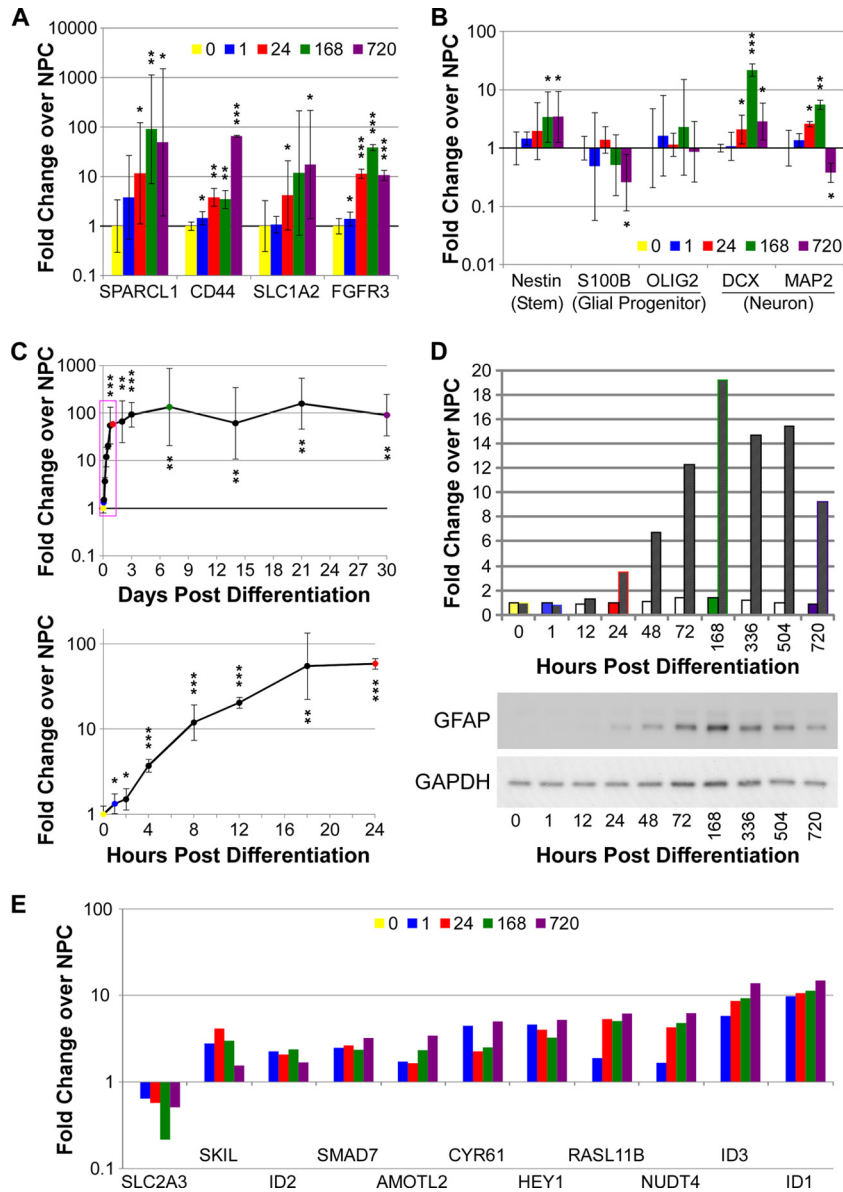 A
Fold Change over NPC
10000
1000
100
10
1
0.1
0 1 24 168 720
* ** *
* * ** ** ***
* *
* *** *** ***
SPARCL1 CD44 SLC1A2 FGFR3
B
Fold Change over NPC
100
10
1
0.1
0.01
* *
*
* *** *
* ** *
0
1
24
168
720
Nestin S100B OLIG2 DCX MAP2
(Stem) (Glial Progenitor) (Neuron)
C
Fold Change over NPC
1000
100
10
1
0.1
*** ** ***
** ** ** **
0 3 6 9 12 15 18 21 24 27 30
Days Post Differentiation
Fold Change over NPC
100
10
1
* * *** *** *** ** ***
0 4 8 12 16 20 24
Hours Post Differentiation
D
Fold Change over NPC
20
18
16
14
12
10
8
6
4
2
0
0 1 12 24 48 72 168 336 504 720
Hours Post Differentiation
GFAP
GAPDH
0 1 12 24 48 72 168 336 504 720
Hours Post Differentiation
E
Fold Change over NPC
100
10
1
0.1
0 1 24 168 720
SKIL SMAD7 CYR61 RASL11B ID3
SLC2A3 ID2 AMOTL2 HEY1 NUDT4 ID1